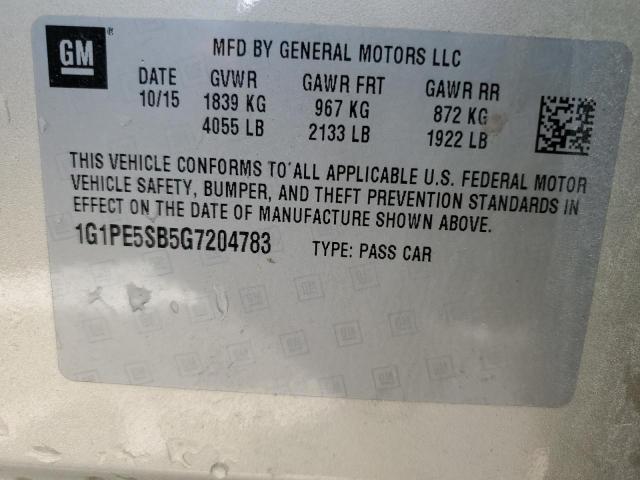 GM ®
MFD BY GENERAL MOTORS LLC
DATE GVWR GAWR FRT GAWR RR
10/15 1839 KG 967 KG 872 KG
4055 LB 2133 LB 1922 LB
THIS VEHICLE CONFORMS TO ALL APPLICABLE U.S. FEDERAL MOTOR
VEHICLE SAFETY, BUMPER, AND THEFT PREVENTION STANDARDS IN
EFFECT ON THE DATE OF MANUFACTURE SHOWN ABOVE.
1G1PE5SB5G7204783 TYPE: PASS CAR